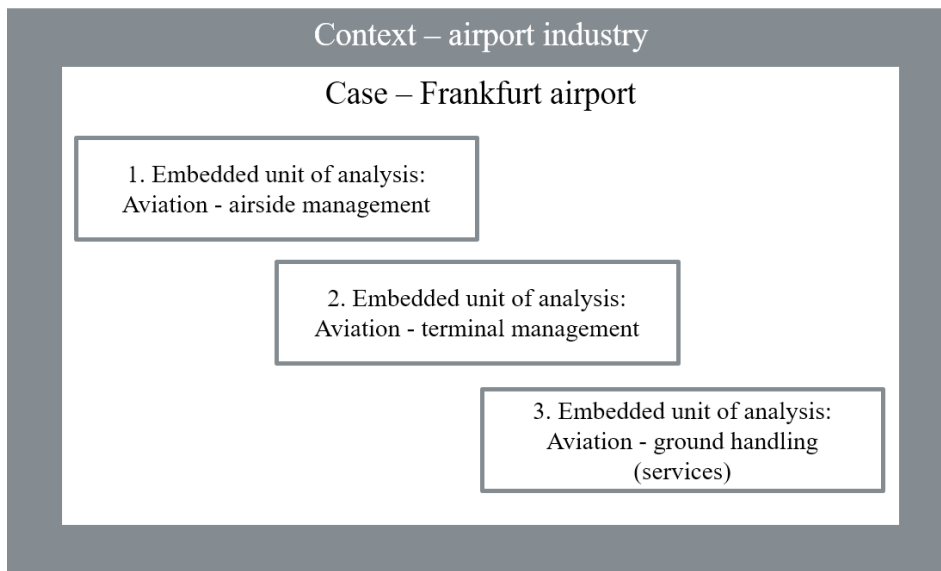 Context – airport industry
Case – Frankfurt airport
1. Embedded unit of analysis:
Aviation - airside management
2. Embedded unit of analysis:
Aviation - terminal management
3. Embedded unit of analysis:
Aviation - ground handling
(services)